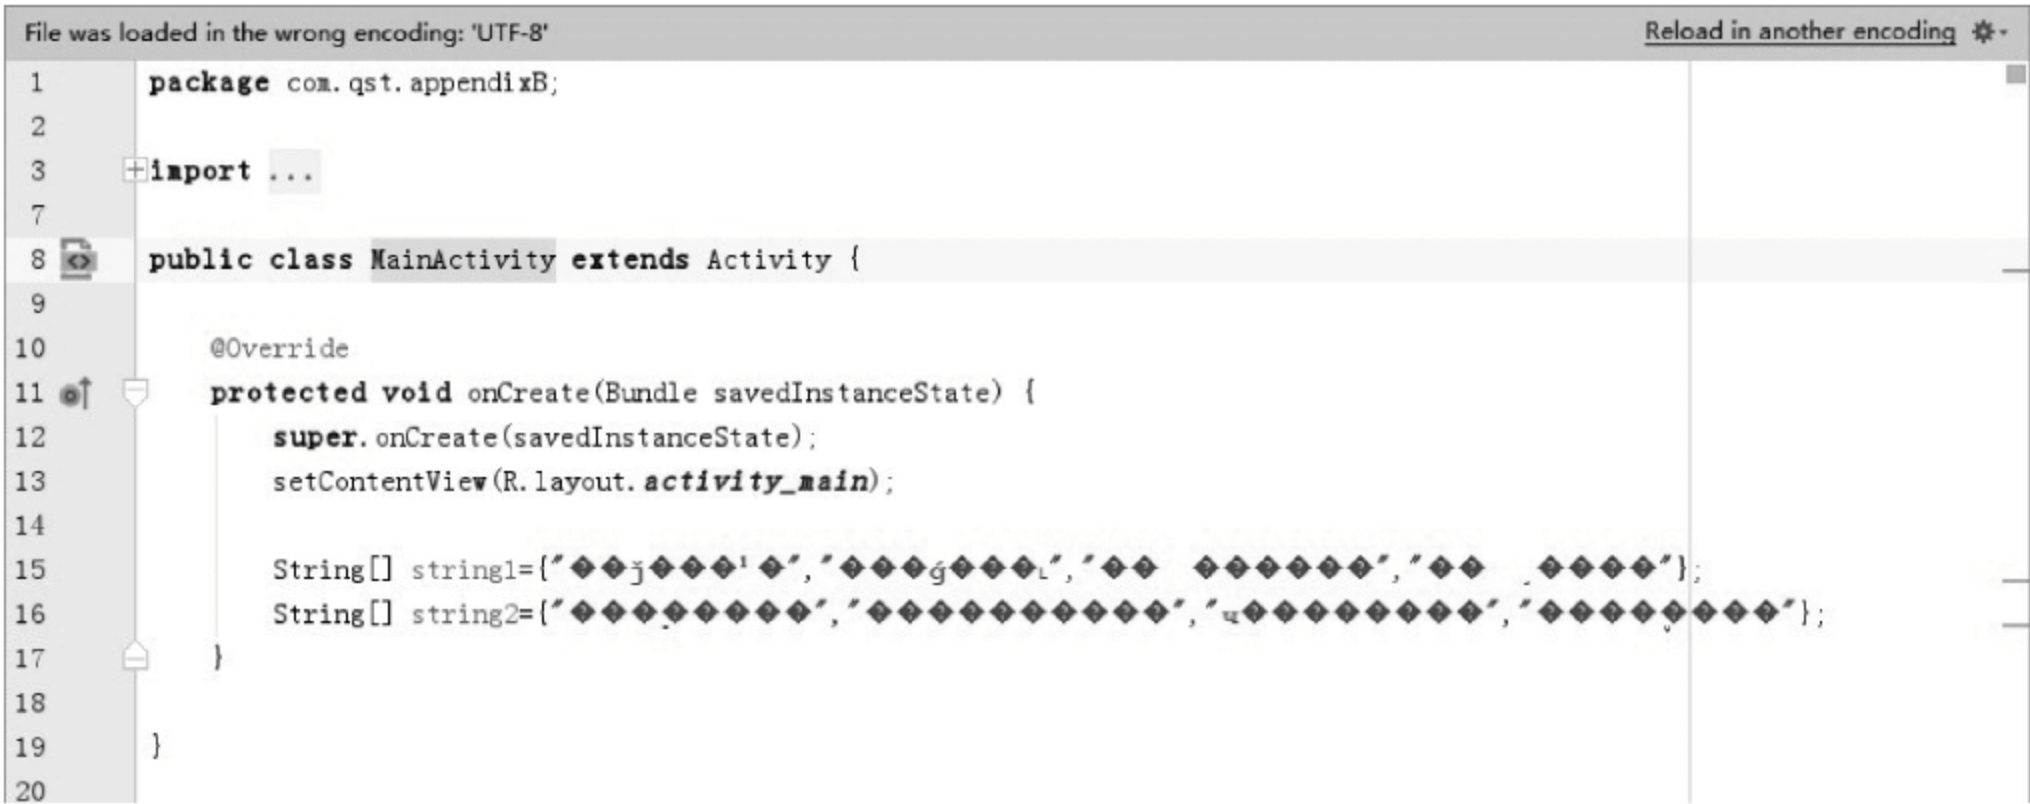 File was loaded in the wrong encoding: 'UTF-8'
Reload in another encoding
1 package com.qst.appendixB;
2
3 import ...
7
8 public class MainActivity extends Activity {
9
10 @Override
11 protected void onCreate(Bundle savedInstanceState) {
12 super.onCreate(savedInstanceState);
13 setContentView(R.layout.activity_main);
14
15 String[] string1={"��ǰ���¹�","���ǵ���˪","�� ������","�� ����"};
16 String[] string2={"��������","����������","���������","��������"};
17 }
18
19 }
20